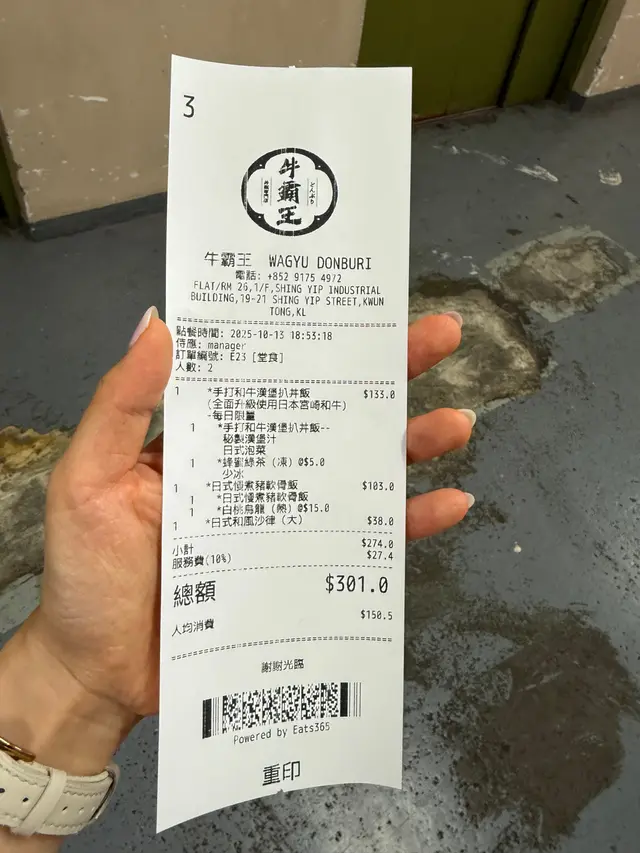 3
牛霸王
どんぶり
牛霸王 WAGYU DONBURI
電話: +852 9175 4972
FLAT/RM 26,1/F,SHING YIP INDUSTRIAL
BUILDING,19-21 SHING YIP STREET,KWUN
TONG,KL
點餐時間: 2025-10-13 18:53:18
侍應: manager
訂單編號: E23 [堂食]
人數: 2
1 *手打和牛漢堡扒丼飯 $133.0
(全面升級使用日本宮崎和牛)
-每日限量
1 *手打和牛漢堡扒丼飯--
秘製漢堡汁
日式泡菜
1 *蜂蜜綠茶（凍）@$5.0
少冰
1 *日式慢煮豬軟骨飯 $103.0
1 *日式慢煮豬軟骨飯
1 *白桃烏龍（熱）@$15.0
1 *日式和風沙律（大） $38.0
小計 $274.0
服務費(10%) $27.4
總額 $301.0
人均消費 $150.5
謝謝光臨
Powered by Eats365
重印